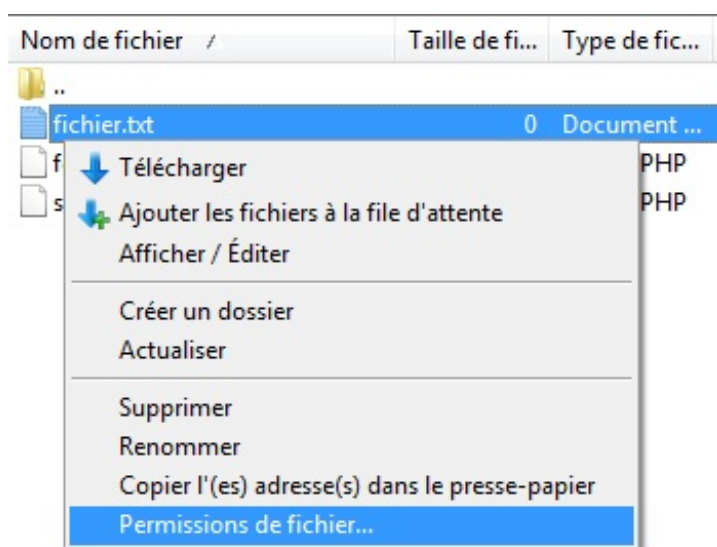 Nom de fichier Taille de fi... Type de fic...
..
fichier.txt 0 Document ...
f PHP
s PHP
Télécharger
Ajouter les fichiers à la file d'attente
Afficher / Éditer
Créer un dossier
Actualiser
Supprimer
Renommer
Copier l'(es) adresse(s) dans le presse-papier
Permissions de fichier...